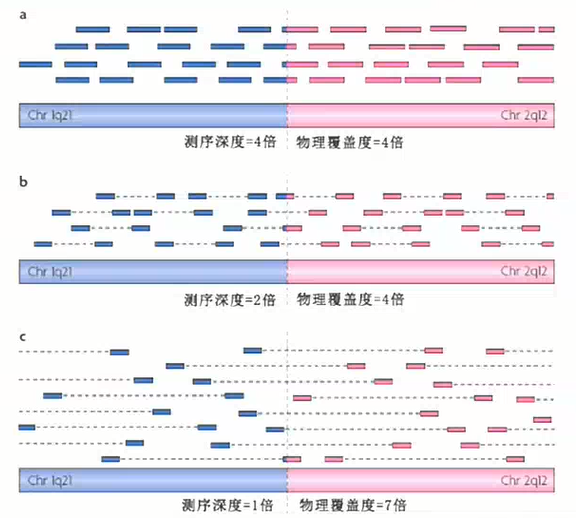 a
Chr 1q21 Chr 2q12
测序深度=4倍 物理覆盖度=4倍
b
Chr 1q21 Chr 2q12
测序深度=2倍 物理覆盖度=4倍
c
Chr 1q21 Chr 2q12
测序深度=1倍 物理覆盖度=7倍